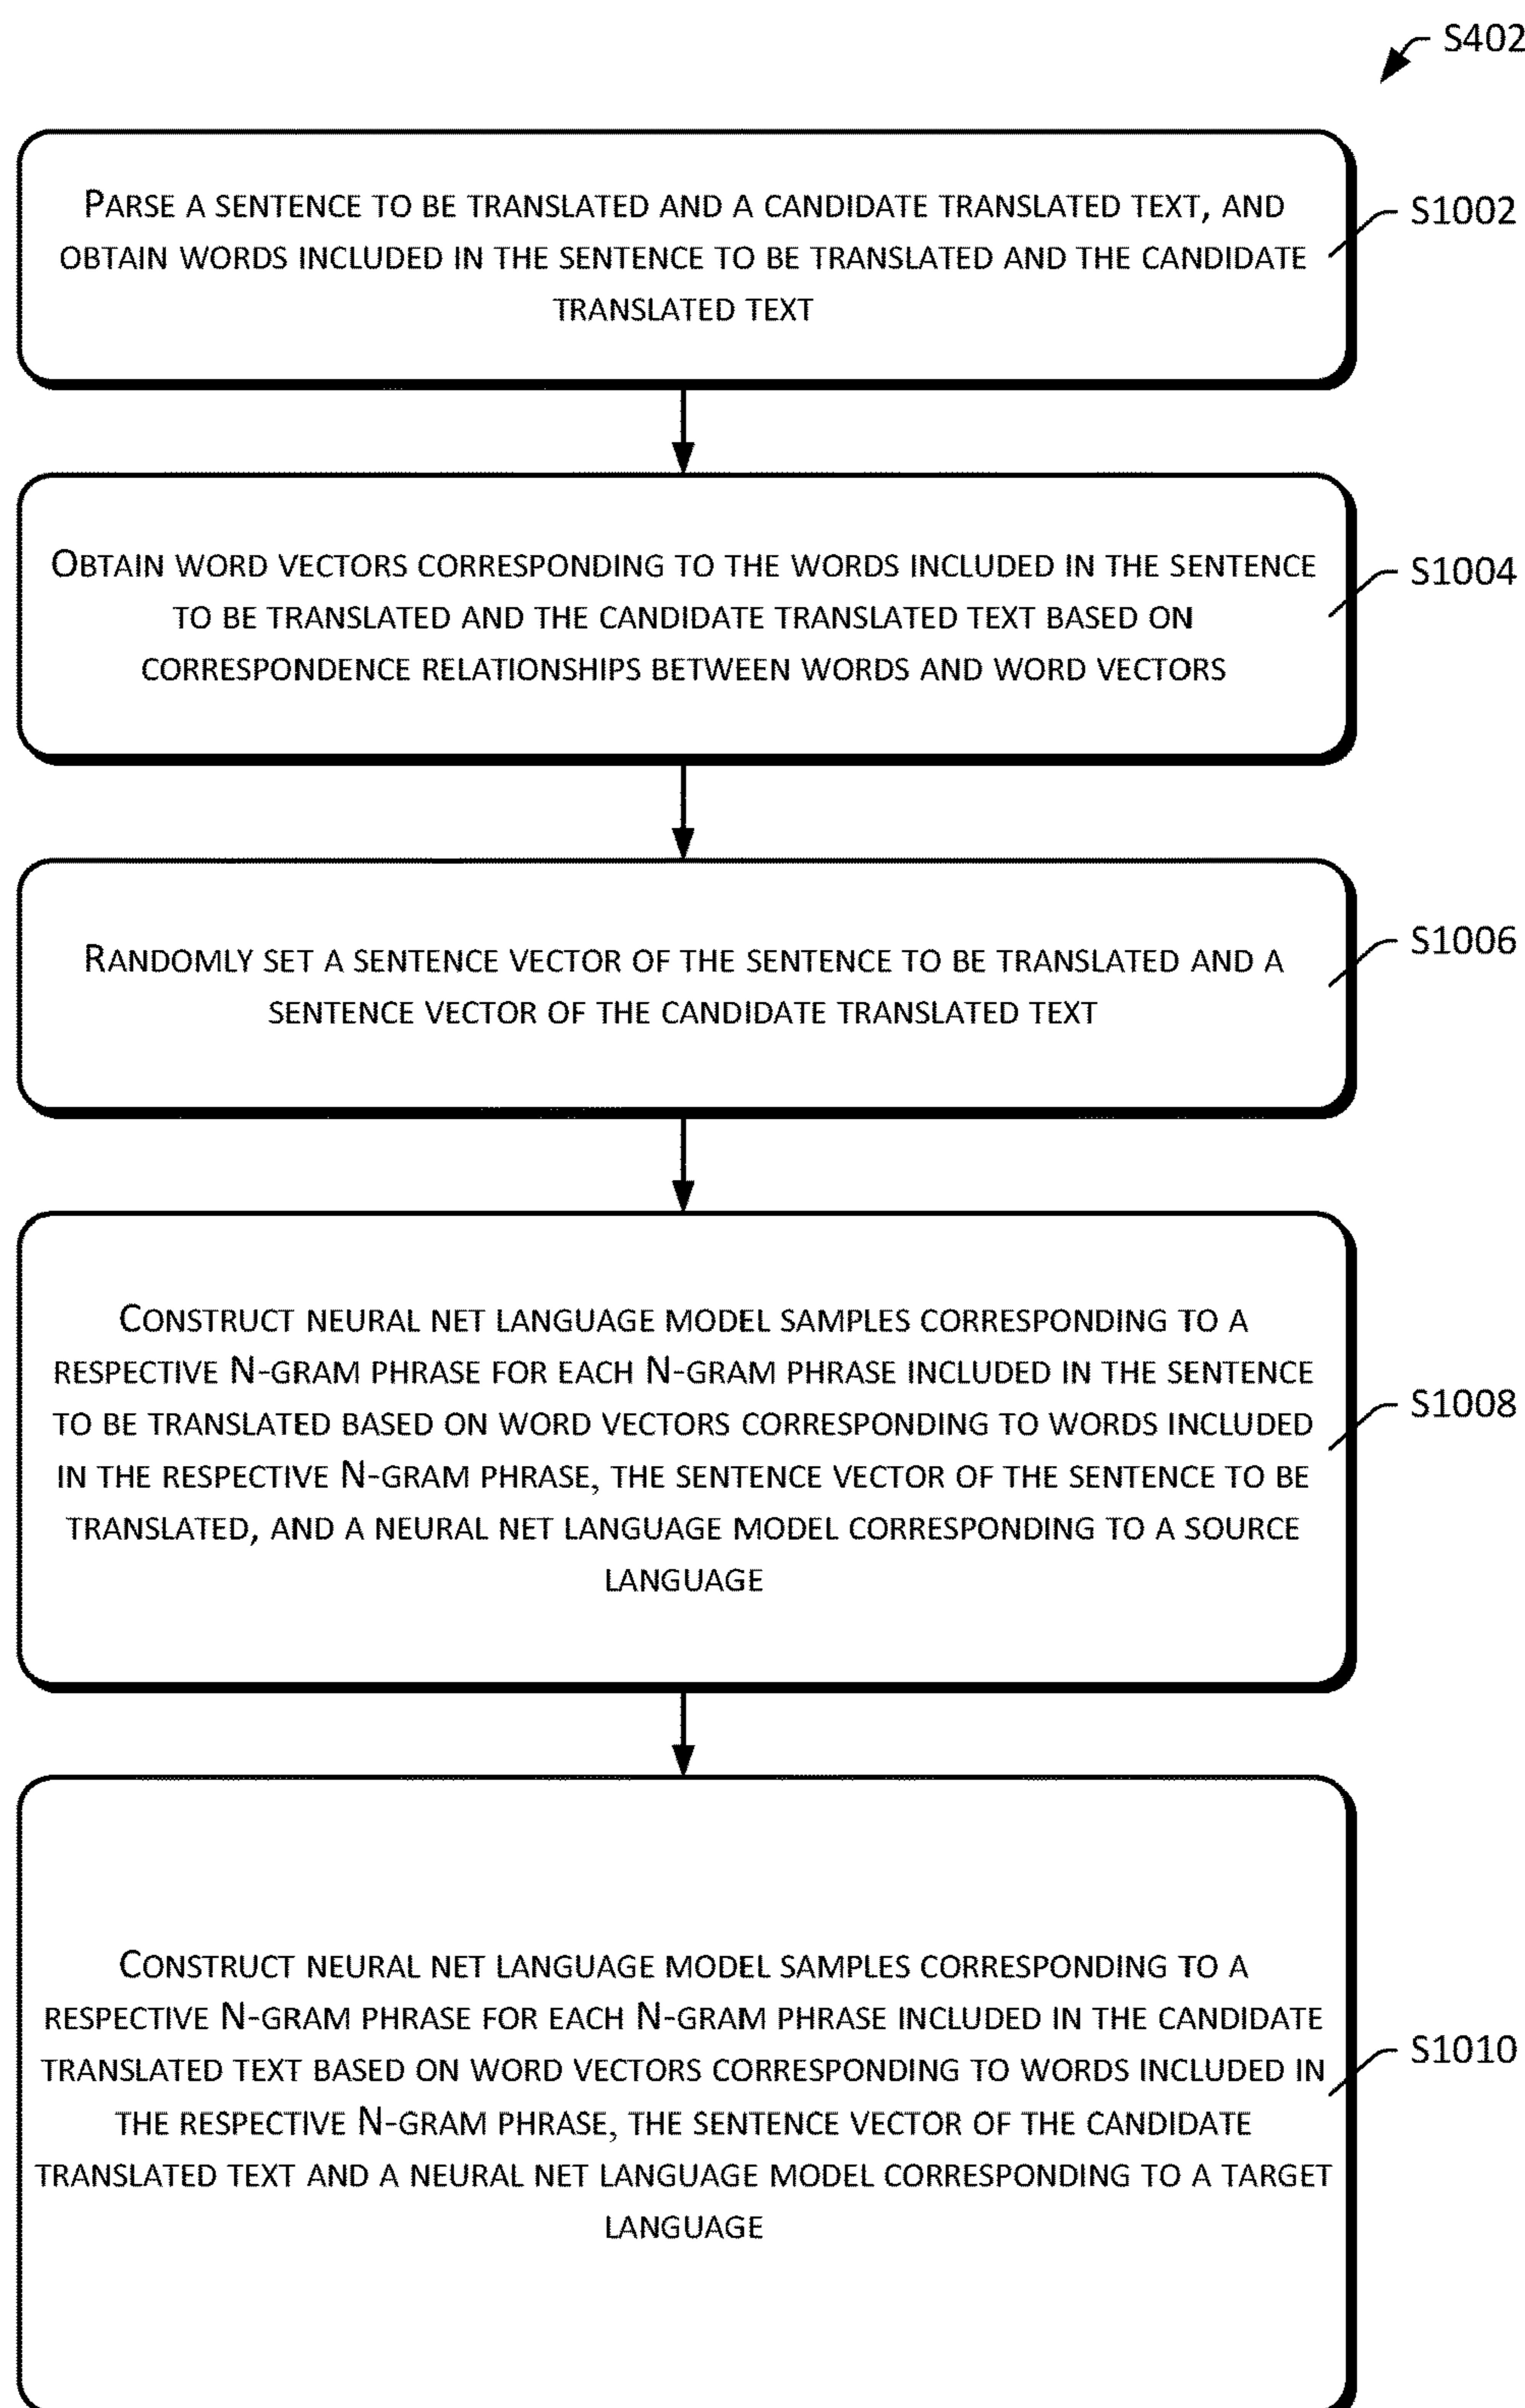 S402
PARSE A SENTENCE TO BE TRANSLATED AND A CANDIDATE TRANSLATED TEXT, AND
OBTAIN WORDS INCLUDED IN THE SENTENCE TO BE TRANSLATED AND THE CANDIDATE
TRANSLATED TEXT
S1002
OBTAIN WORD VECTORS CORRESPONDING TO THE WORDS INCLUDED IN THE SENTENCE
TO BE TRANSLATED AND THE CANDIDATE TRANSLATED TEXT BASED ON
CORRESPONDENCE RELATIONSHIPS BETWEEN WORDS AND WORD VECTORS
S1004
RANDOMLY SET A SENTENCE VECTOR OF THE SENTENCE TO BE TRANSLATED AND A
SENTENCE VECTOR OF THE CANDIDATE TRANSLATED TEXT
S1006
CONSTRUCT NEURAL NET LANGUAGE MODEL SAMPLES CORRESPONDING TO A
RESPECTIVE N-GRAM PHRASE FOR EACH N-GRAM PHRASE INCLUDED IN THE SENTENCE
TO BE TRANSLATED BASED ON WORD VECTORS CORRESPONDING TO WORDS INCLUDED
IN THE RESPECTIVE N-GRAM PHRASE, THE SENTENCE VECTOR OF THE SENTENCE TO BE
TRANSLATED, AND A NEURAL NET LANGUAGE MODEL CORRESPONDING TO A SOURCE
LANGUAGE
S1008
CONSTRUCT NEURAL NET LANGUAGE MODEL SAMPLES CORRESPONDING TO A
RESPECTIVE N-GRAM PHRASE FOR EACH N-GRAM PHRASE INCLUDED IN THE CANDIDATE
TRANSLATED TEXT BASED ON WORD VECTORS CORRESPONDING TO WORDS INCLUDED IN
THE RESPECTIVE N-GRAM PHRASE, THE SENTENCE VECTOR OF THE CANDIDATE
TRANSLATED TEXT AND A NEURAL NET LANGUAGE MODEL CORRESPONDING TO A TARGET
LANGUAGE
S1010